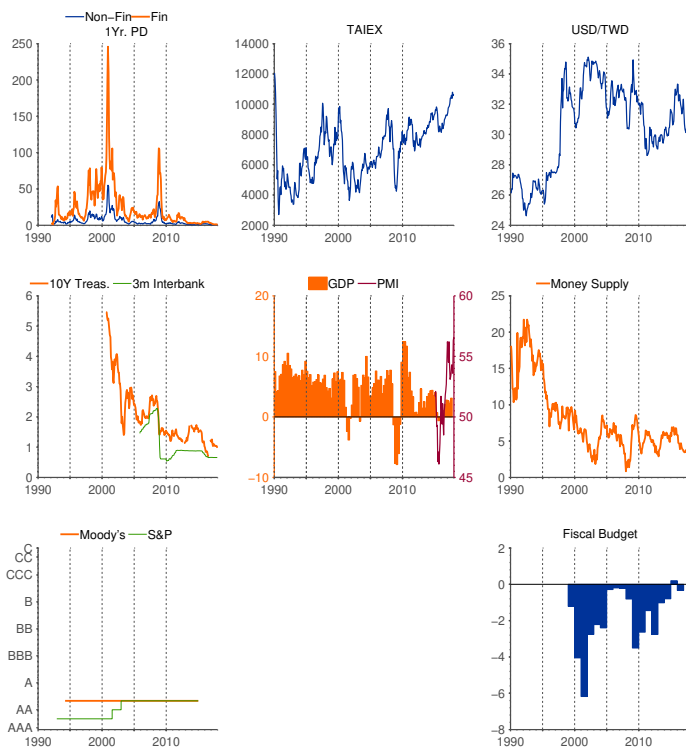 Non−Fin Fin
1Yr. PD
250
200
150
100
50
0
1990 2000 2010
TAIEX
14000
12000
10000
8000
6000
4000
2000
1990 2000 2010
USD/TWD
36
34
32
30
28
26
24
1990 2000 2010
10Y Treas. 3m Interbank
6
5
4
3
2
1
0
1990 2000 2010
GDP PMI
20
10
0
−10
60
55
50
45
1990 2000 2010
Money Supply
25
20
15
10
5
0
1990 2000 2010
Moody's S&P
C
CC
CCC
B
BB
BBB
A
AA
AAA
1990 2000 2010
Fiscal Budget
2
0
−2
−4
−6
−8
1990 2000 2010